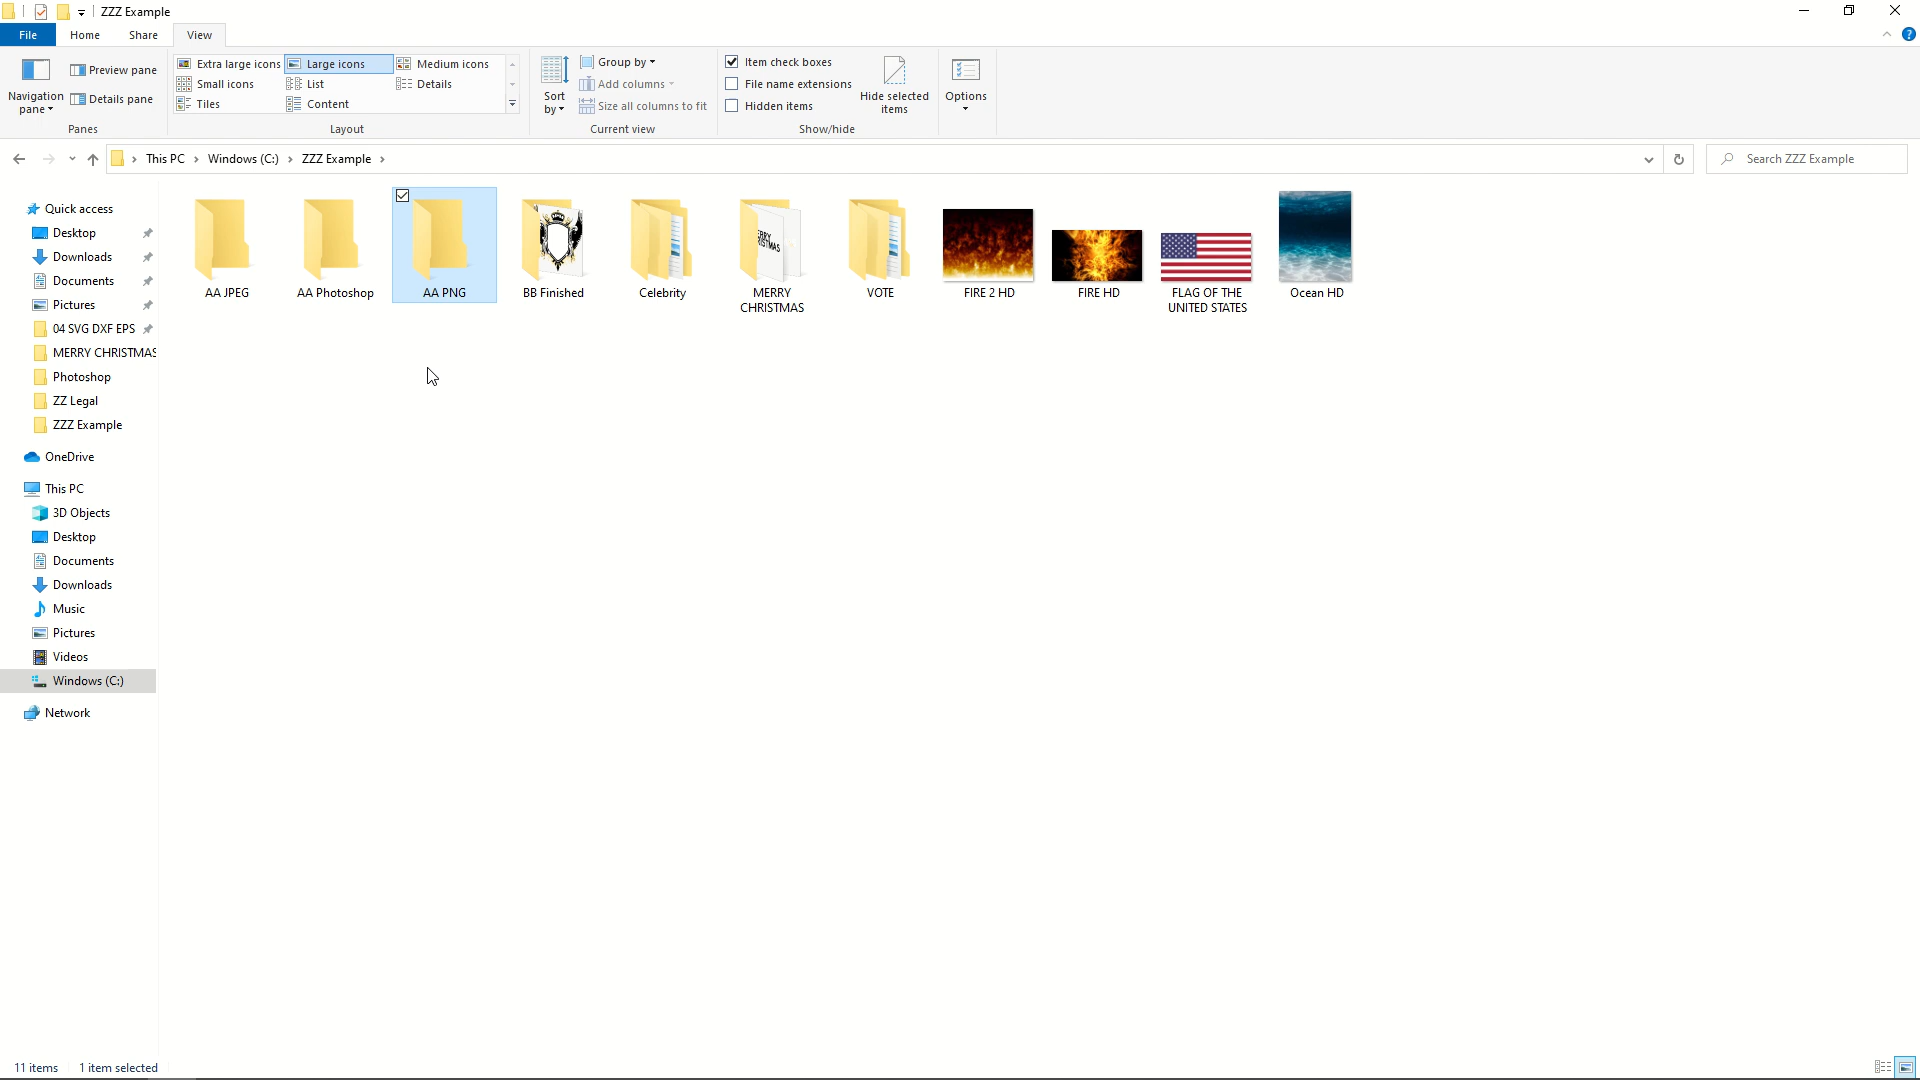 ZZZ Example
File Home Share View
Navigation pane
Preview pane
Details pane
Panes
Extra large icons Large icons Medium icons
Small icons List Details
Tiles Content
Layout
Sort by
Group by
Add columns
Size all columns to fit
Current view
Item check boxes
File name extensions
Hidden items
Hide selected items
Show/hide
Options
This PC Windows (C:) ZZZ Example
Search ZZZ Example
Quick access
Desktop
Downloads
Documents
Pictures
04 SVG DXF EPS
MERRY CHRISTMAS
Photoshop
ZZ Legal
ZZZ Example
OneDrive
This PC
3D Objects
Desktop
Documents
Downloads
Music
Pictures
Videos
Windows (C:)
Network
AA JPEG
AA Photoshop
AA PNG
BB Finished
Celebrity
MERRY
CHRISTMAS
VOTE
FIRE 2 HD
FIRE HD
FLAG OF THE
UNITED STATES
Ocean HD
11 items 1 item selected